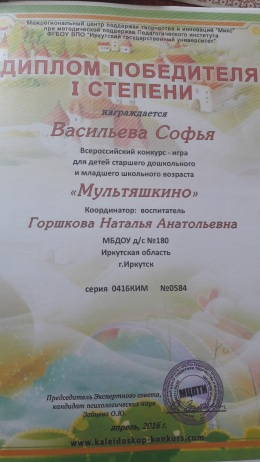 Межрегиональный центр поддержки творчества и инноваций "Микс"
при методической поддержке Педагогического института
ФГБОУ ВПО "Иркутский государственный университет"
ДИПЛОМ ПОБЕДИТЕЛЯ
I СТЕПЕНИ
награждается
Васильева Софья
Всероссийский конкурс - игра
для детей старшего дошкольного
и младшего школьного возраста
«Мультяшкино»
Координатор: воспитатель
Горшкова Наталья Анатольевна
МБДОУ д/с №180
Иркутская область
г.Иркутск
серия 0416КИМ №0584
Председатель Экспертного совета,
кандидат психологических наук
О.Ю.
МЦПТИ
апрель, 2016 г.
www.kaleidoskop-konkurs.com